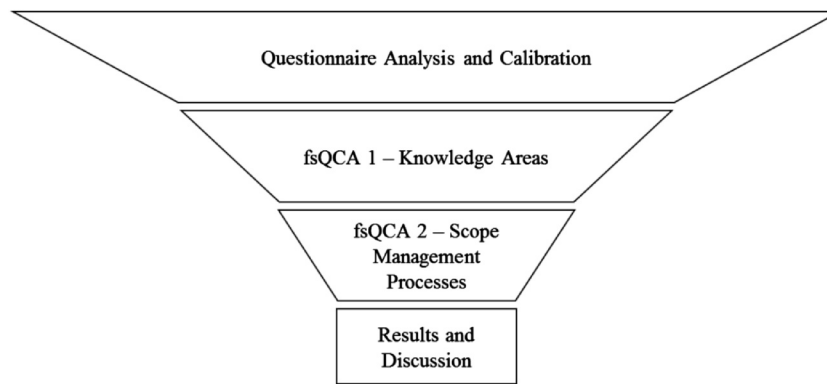 Questionnaire Analysis and Calibration
fsQCA 1 – Knowledge Areas
fsQCA 2 – Scope
Management
Processes
Results and
Discussion